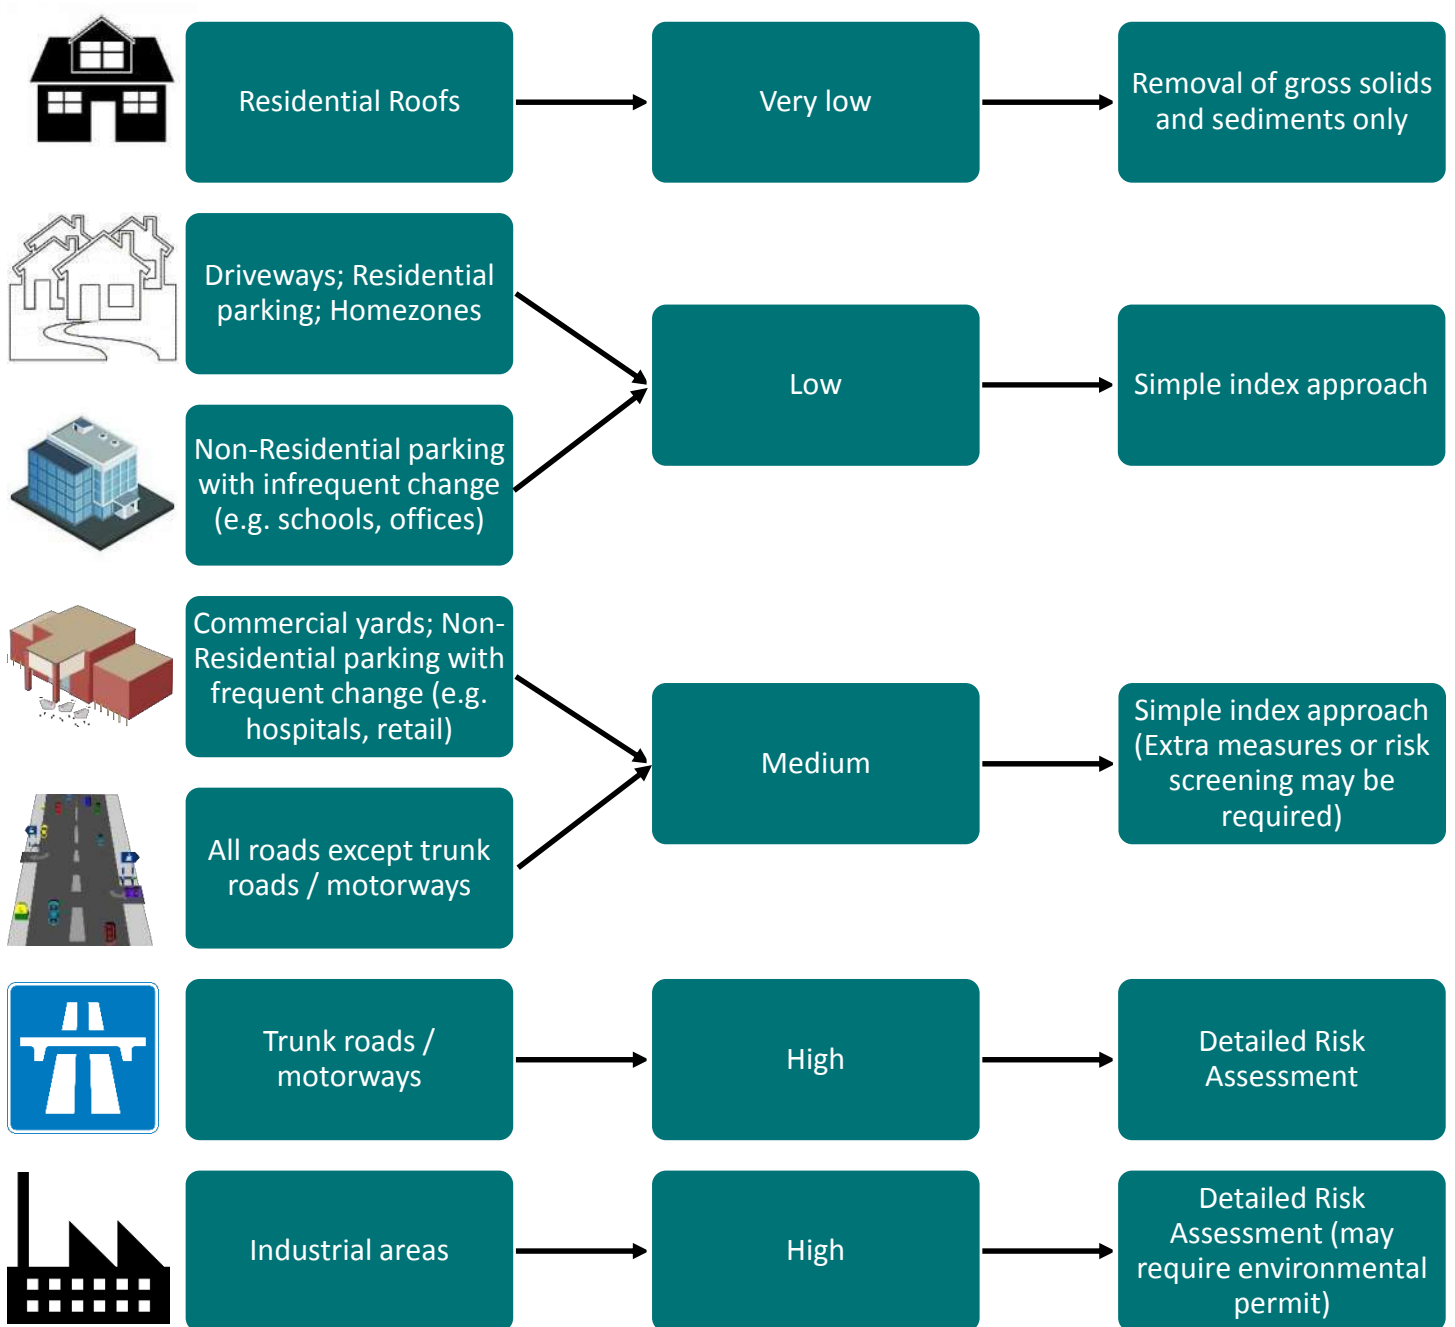 Residential Roofs
Very low
Removal of gross solids
and sediments only
Driveways; Residential
parking; Homezones
Non-Residential parking
with infrequent change
(e.g. schools, offices)
Low
Simple index approach
Commercial yards; Non-
Residential parking with
frequent change (e.g.
hospitals, retail)
All roads except trunk
roads / motorways
Medium
Simple index approach
(Extra measures or risk
screening may be
required)
Trunk roads /
motorways
High
Detailed Risk
Assessment
Industrial areas
High
Detailed Risk
Assessment (may
require environmental
permit)